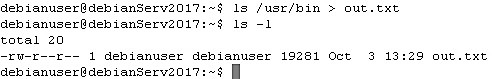 debianuser@debianServ2017:~$ ls /usr/bin > out.txt
debianuser@debianServ2017:~$ ls -l
total 20
-rw-r--r-- 1 debianuser debianuser 19281 Oct  3 13:29 out.txt
debianuser@debianServ2017:~$